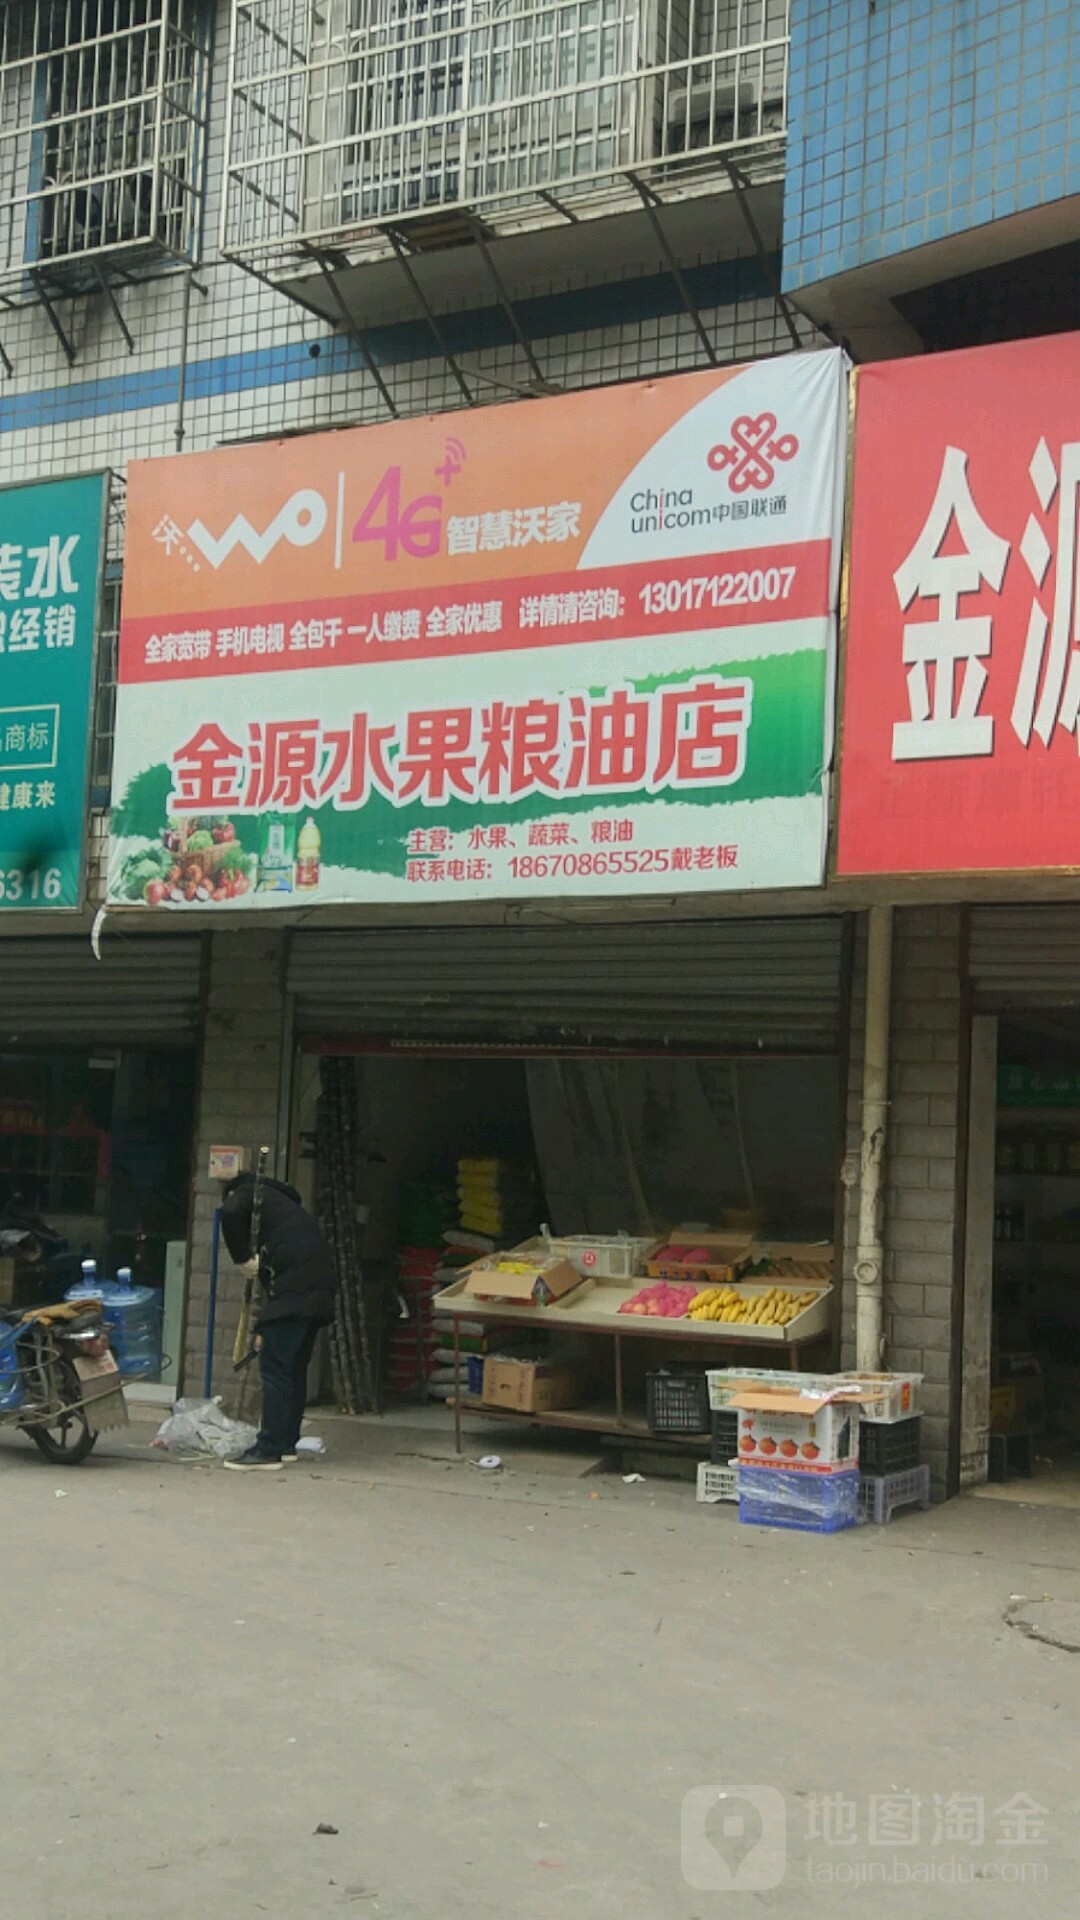 沃...
WO
4G+
智慧沃家
China
unicom中国联通
全家宽带 手机电视 全包干 一人缴费 全家优惠 详情请咨询：13017122007
金源水果粮油店
主营：水果、蔬菜、粮油
联系电话：18670865525戴老板
装水
经销
商标
健康来
6316
金源
地图淘金
taojin.baidu.com